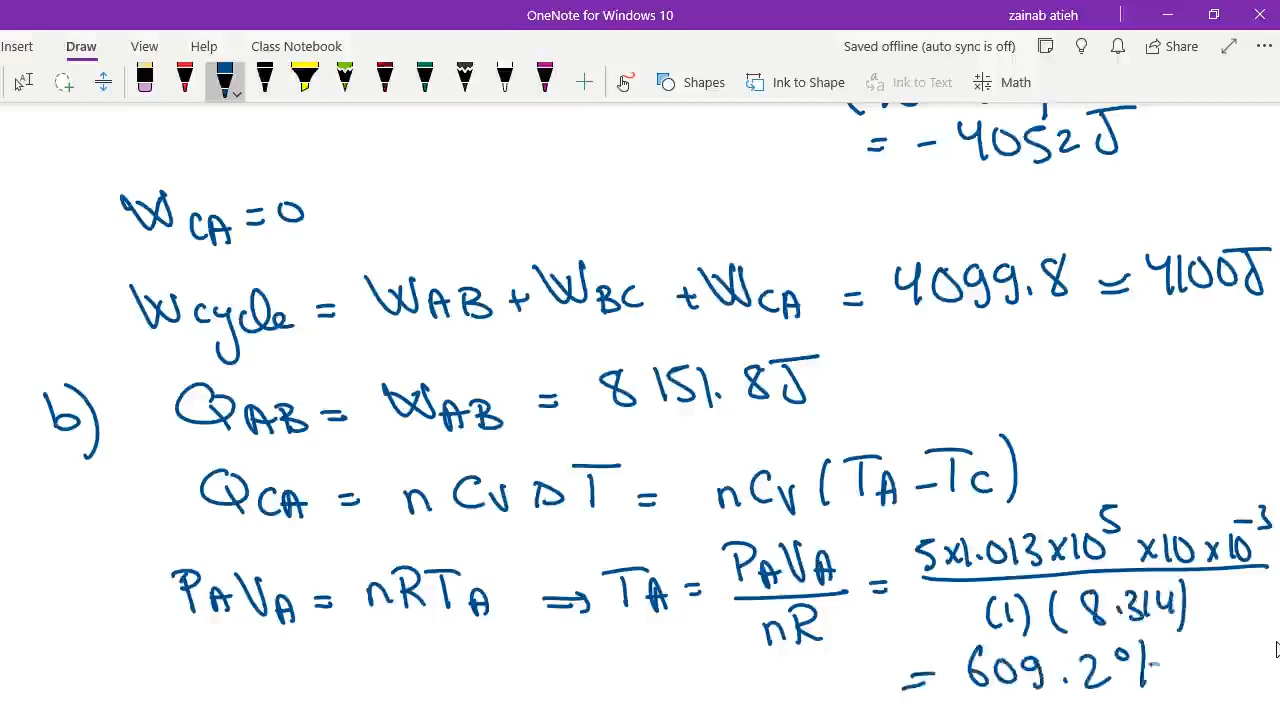 OneNote for Windows 10
zainab atieh
Insert Draw View Help Class Notebook
Saved offline (auto sync is off)
Share
Shapes Ink to Shape Ink to Text Math
= - 4052 J
W CA = 0
W cycle = W AB + W BC + W CA = 4099.8 = 4100 J
b) Q AB = W AB = 8151.8 J
Q CA = n Cv ΔT = n Cv (TA - TC)
PA VA = nRTA ⇒ TA = PA VA / nR = 5×1.013×10^5 ×10×10^-3 / (1)(8.314)
= 609.2°